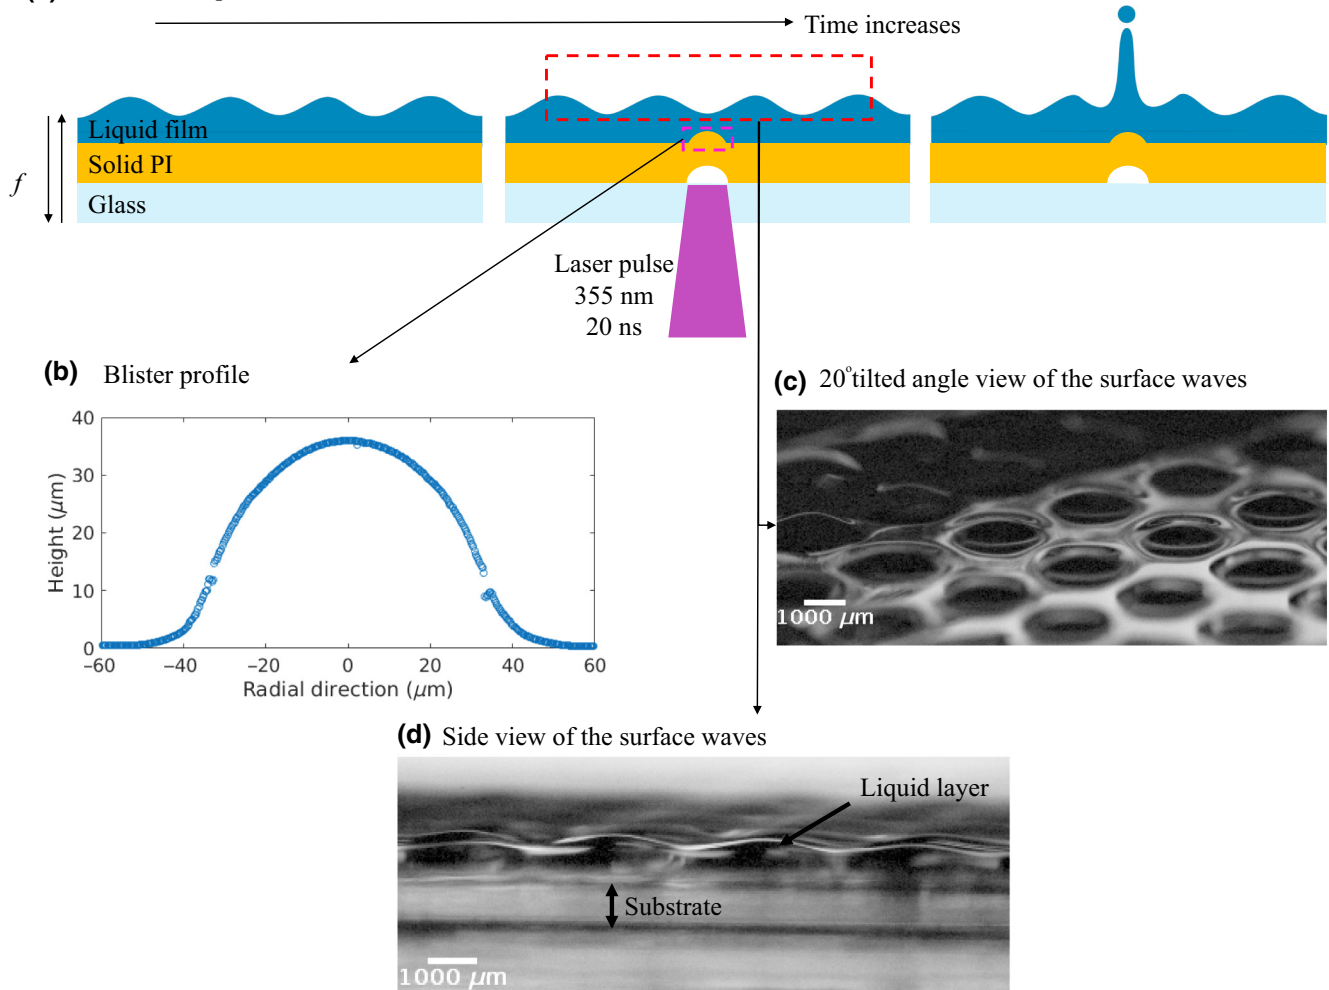 Time increases
Liquid film
Solid PI
Glass
f
Laser pulse
355 nm
20 ns
(b) Blister profile
40
30
20
10
0
Height (μm)
−60 −40 −20 0 20 40 60
Radial direction (μm)
(c) 20°tilted angle view of the surface waves
1000 μm
(d) Side view of the surface waves
Liquid layer
Substrate
1000 μm